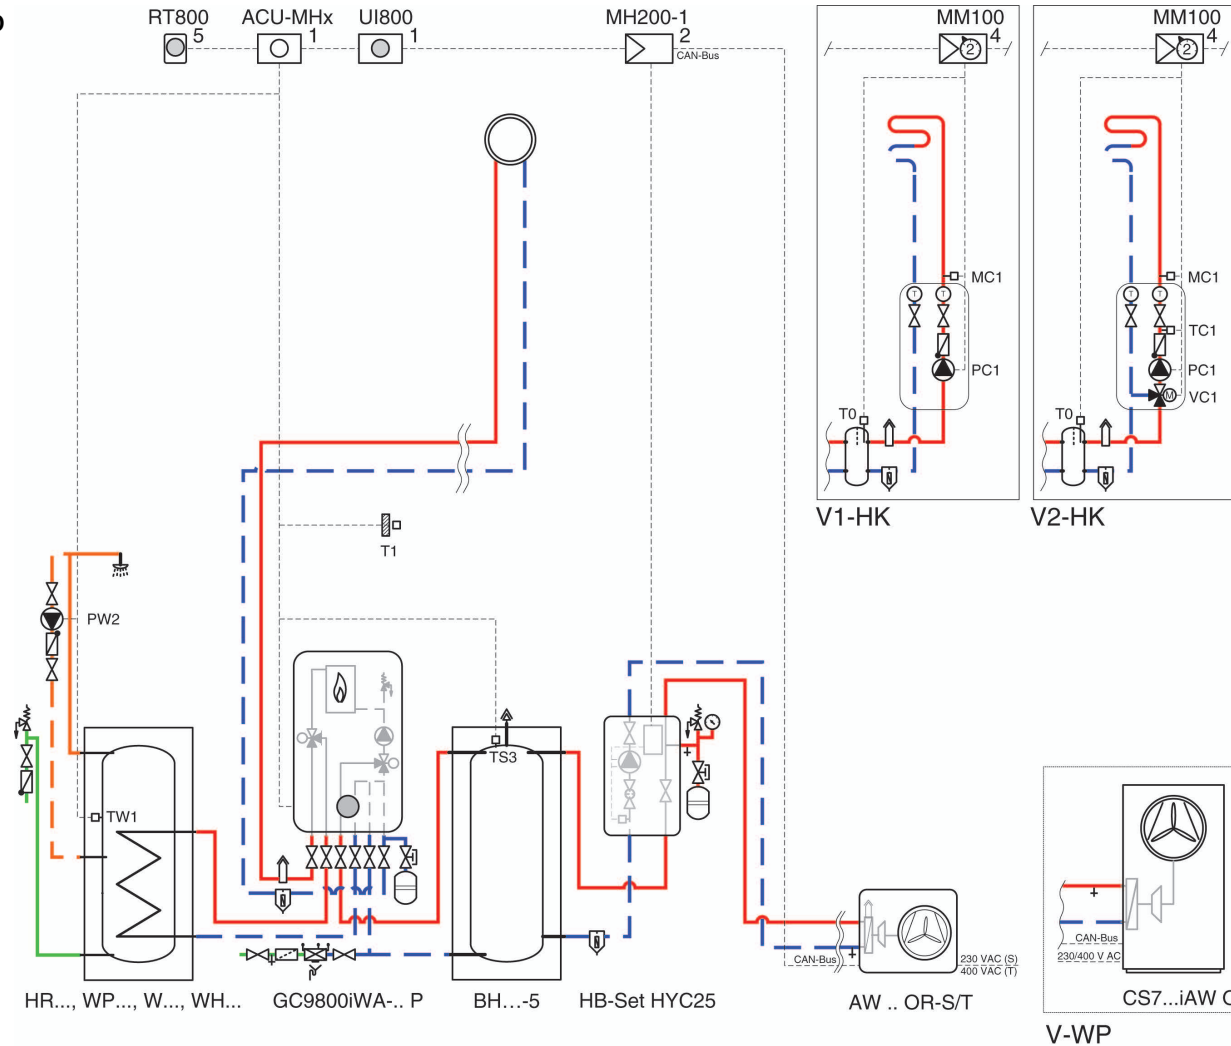 RT800 ACU-MHx UI800 MH200-1 MM100 MM100
5 1 1 2 4 4
CAN-Bus
2 2
MC1 MC1
T T T T
TC1
PC1 PC1
M VC1
T0 T0
V1-HK V2-HK
T1
PW2
TS3
TW1
CAN-Bus 230 VAC (S)
400 VAC (T)
CAN-Bus
230/400 V AC
HR..., WP..., W..., WH... GC9800iWA-.. P BH...-5 HB-Set HYC25 AW .. OR-S/T CS7...iAW
V-WP